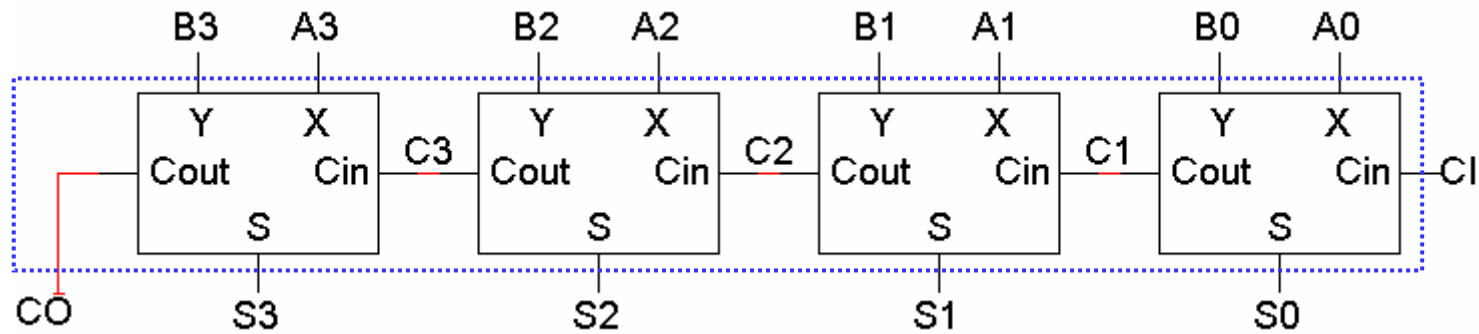 B3 A3 B2 A2 B1 A1 B0 A0
Y X Y X Y X Y X
C3 C2 C1
Cout Cin Cout Cin Cout Cin Cout Cin CI
S S S S
CO S3 S2 S1 S0